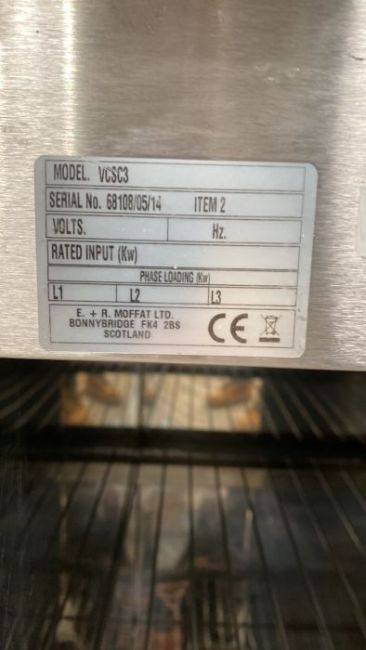 MODEL. VCSC3
SERIAL No. 68108/05/14 ITEM 2
VOLTS. Hz.
RATED INPUT (Kw)
PHASE LOADING (Kw)
L1 L2 L3
E. + R. MOFFAT LTD.
BONNYBRIDGE FK4 2BS
SCOTLAND
CE